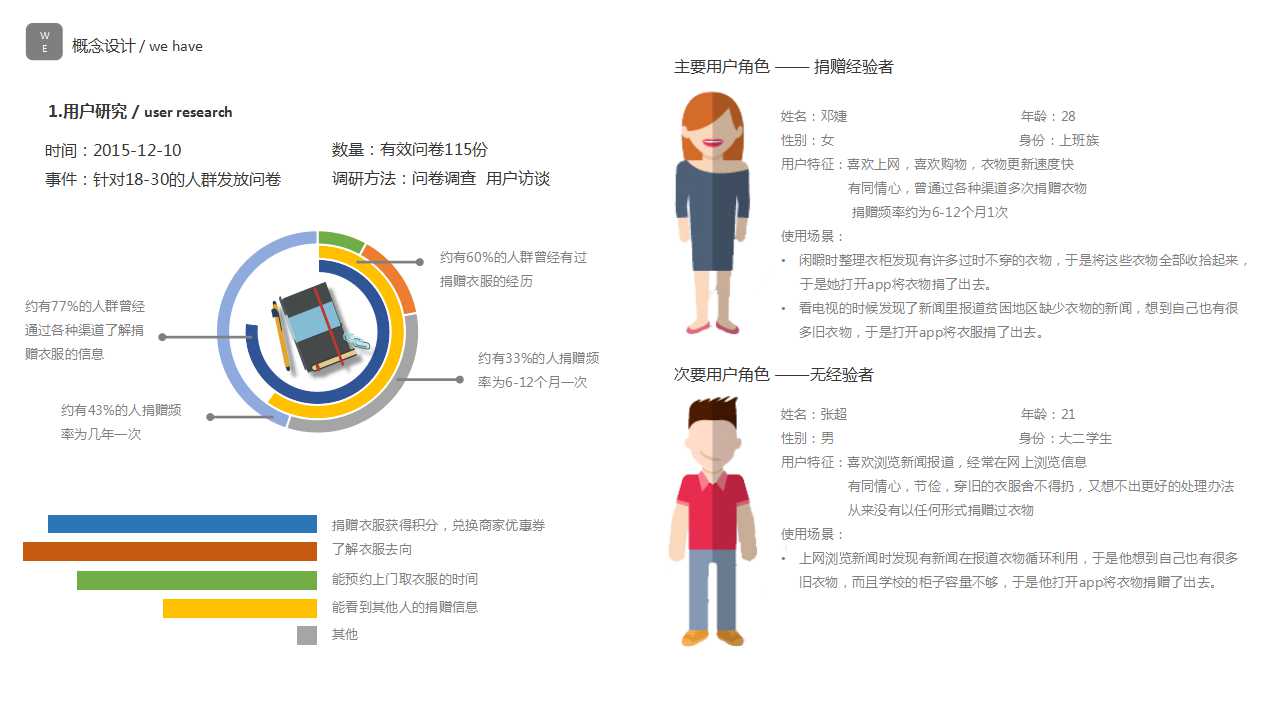 W
E
概念设计 / we have
1.用户研究 / user research
时间：2015-12-10
数量：有效问卷115份
事件：针对18-30的人群发放问卷
调研方法：问卷调查 用户访谈
约有60%的人群曾经有过
捐赠衣服的经历
约有77%的人群曾经
通过各种渠道了解捐
赠衣服的信息
约有33%的人捐赠频
率为6-12个月一次
约有43%的人捐赠频
率为几年一次
捐赠衣服获得积分，兑换商家优惠券
了解衣服去向
能预约上门取衣服的时间
能看到其他人的捐赠信息
其他
主要用户角色 —— 捐赠经验者
姓名：邓婕
年龄：28
性别：女
身份：上班族
用户特征：喜欢上网，喜欢购物，衣物更新速度快
有同情心，曾通过各种渠道多次捐赠衣物
捐赠频率约为6-12个月1次
使用场景：
• 闲暇时整理衣柜发现有许多过时不穿的衣物，于是将这些衣物全部收拾起来，
于是她打开app将衣物捐了出去。
• 看电视的时候发现了新闻里报道贫困地区缺少衣物的新闻，想到自己也有很
多旧衣物，于是打开app将衣服捐了出去。
次要用户角色 ——无经验者
姓名：张超
年龄：21
性别：男
身份：大二学生
用户特征：喜欢浏览新闻报道，经常在网上浏览信息
有同情心，节俭，穿旧的衣服舍不得扔，又想不出更好的处理办法
从来没有以任何形式捐赠过衣物
使用场景：
• 上网浏览新闻时发现有新闻在报道衣物循环利用，于是他想到自己也有很多
旧衣物，而且学校的柜子容量不够，于是他打开app将衣物捐赠了出去。